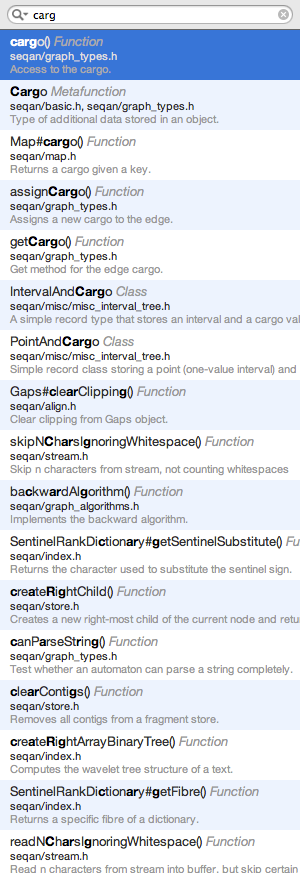 carg
cargo() Function
seqan/graph_types.h
Access to the cargo.
Cargo Metafunction
seqan/basic.h, seqan/graph_types.h
Type of additional data stored in an object.
Map#cargo() Function
seqan/map.h
Returns a cargo given a key.
assignCargo() Function
seqan/graph_types.h
Assigns a new cargo to the edge.
getCargo() Function
seqan/graph_types.h
Get method for the edge cargo.
IntervalAndCargo Class
seqan/misc/misc_interval_tree.h
A simple record type that stores an interval and a cargo val
PointAndCargo Class
seqan/misc/misc_interval_tree.h
Simple record class storing a point (one-value interval) and
Gaps#clearClipping() Function
seqan/align.h
Clear clipping from Gaps object.
skipNCharsIgnoringWhitespace() Function
seqan/stream.h
Skip n characters from stream, not counting whitespaces
backwardAlgorithm() Function
seqan/graph_algorithms.h
Implements the backward algorithm.
SentinelRankDictionary#getSentinelSubstitute() Fu
seqan/index.h
Returns the character used to substitute the sentinel sign.
createRightChild() Function
seqan/store.h
Creates a new right-most child of the current node and retu
canParseString() Function
seqan/graph_types.h
Test whether an automaton can parse a string completely.
clearContigs() Function
seqan/store.h
Removes all contigs from a fragment store.
createRightArrayBinaryTree() Function
seqan/index.h
Computes the wavelet tree structure of a text.
SentinelRankDictionary#getFibre() Function
seqan/index.h
Returns a specific fibre of a dictionary.
readNCharsIgnoringWhitespace() Function
seqan/stream.h
Read n characters from stream into buffer, but skip certain